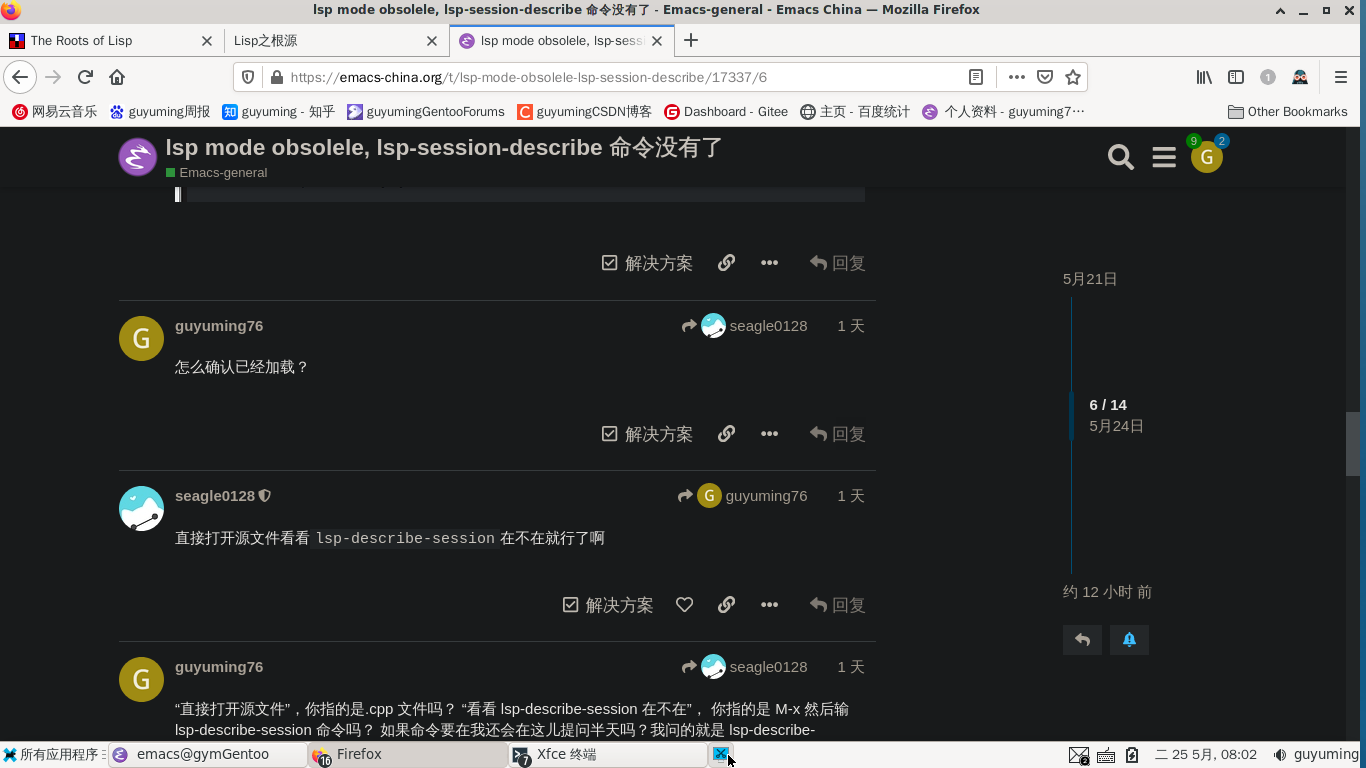 lsp mode obsolele, lsp-session-describe 命令没有了 - Emacs-general - Emacs China — Mozilla Firefox
The Roots of Lisp
Lisp之根源
lsp mode obsolele, lsp-sess
https://emacs-china.org/t/lsp-mode-obsolele-lsp-session-describe/17337/6
1
网易云音乐 guyuming周报 guyuming - 知乎 guyumingGentooForums guyumingCSDN博客 Dashboard - Gitee 主页 - 百度统计 个人资料 - guyuming7⋯ Other Bookmarks
lsp mode obsolele, lsp-session-describe 命令没有了
Emacs-general
9 G 2
解决方案 回复
5月21日
G guyuming76 seagle0128 1 天
怎么确认已经加载？
6 / 14
5月24日
解决方案 回复
seagle0128 G guyuming76 1 天
直接打开源文件看看 lsp-describe-session 在不在就行了啊
约 12 小时 前
解决方案 回复
G guyuming76 seagle0128 1 天
“直接打开源文件”，你指的是.cpp 文件吗？ “看看 lsp-describe-session 在不在”， 你指的是 M-x 然后输
lsp-describe-session 命令吗？ 如果命令要在我还会在这儿提问半天吗？我问的就是 lsp-describe-
所有应用程序 emacs@gymGentoo 16 Firefox 7 Xfce 终端 2 二 25 5月, 08:02 guyuming